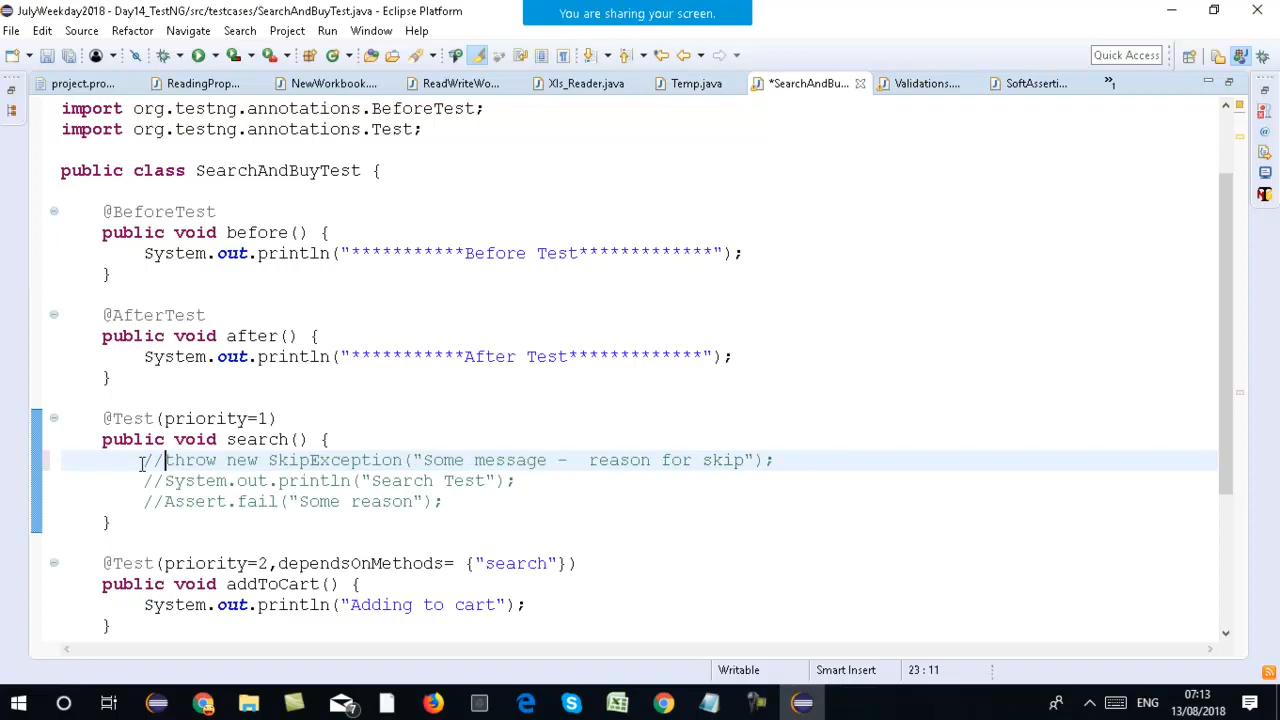 JulyWeekday2018 - Day14_TestNG/src/testcases/SearchAndBuyTest.java - Eclipse Platform
You are sharing your screen.
File Edit Source Refactor Navigate Search Project Run Window Help
Quick Access
project.pro... ReadingProp... NewWorkbook.... ReadWriteWo... Xls_Reader.java Temp.java *SearchAndBu... Validations.... SoftAsserti... »1
import org.testng.annotations.BeforeTest;
import org.testng.annotations.Test;
public class SearchAndBuyTest {
@BeforeTest
public void before() {
System.out.println("***********Before Test*************");
}
@AfterTest
public void after() {
System.out.println("***********After Test*************");
}
@Test(priority=1)
public void search() {
//throw new SkipException("Some message -  reason for skip");
//System.out.println("Search Test");
//Assert.fail("Some reason");
}
@Test(priority=2,dependsOnMethods= {"search"})
public void addToCart() {
System.out.println("Adding to cart");
}
Writable Smart Insert 23 : 11
7 ENG 07:13
13/08/2018